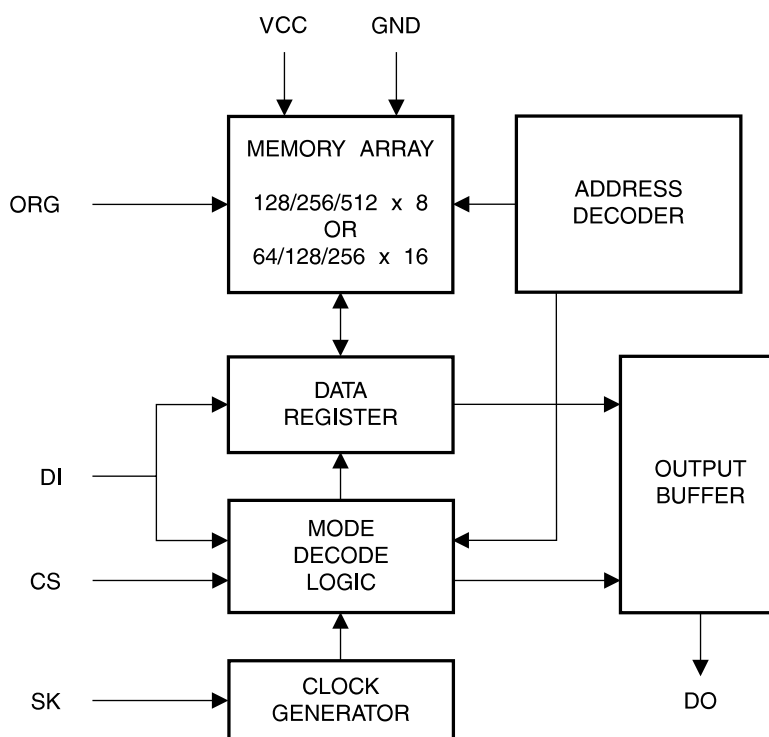 VCC
GND
MEMORY ARRAY
128/256/512 x 8
OR
64/128/256 x 16
ADDRESS
DECODER
ORG
DATA
REGISTER
DI
OUTPUT
BUFFER
MODE
DECODE
LOGIC
CS
CLOCK
GENERATOR
SK
DO